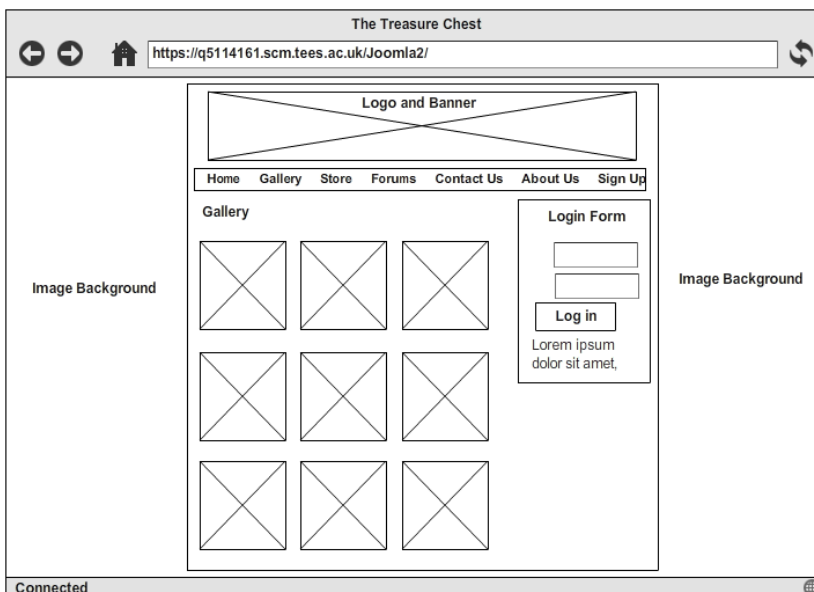 The Treasure Chest
https://q5114161.scm.tees.ac.uk/Joomla2/
Logo and Banner
Home Gallery Store Forums Contact Us About Us Sign Up
Gallery
Login Form
Image Background
Image Background
Log in
Lorem ipsum
dolor sit amet,
Connected